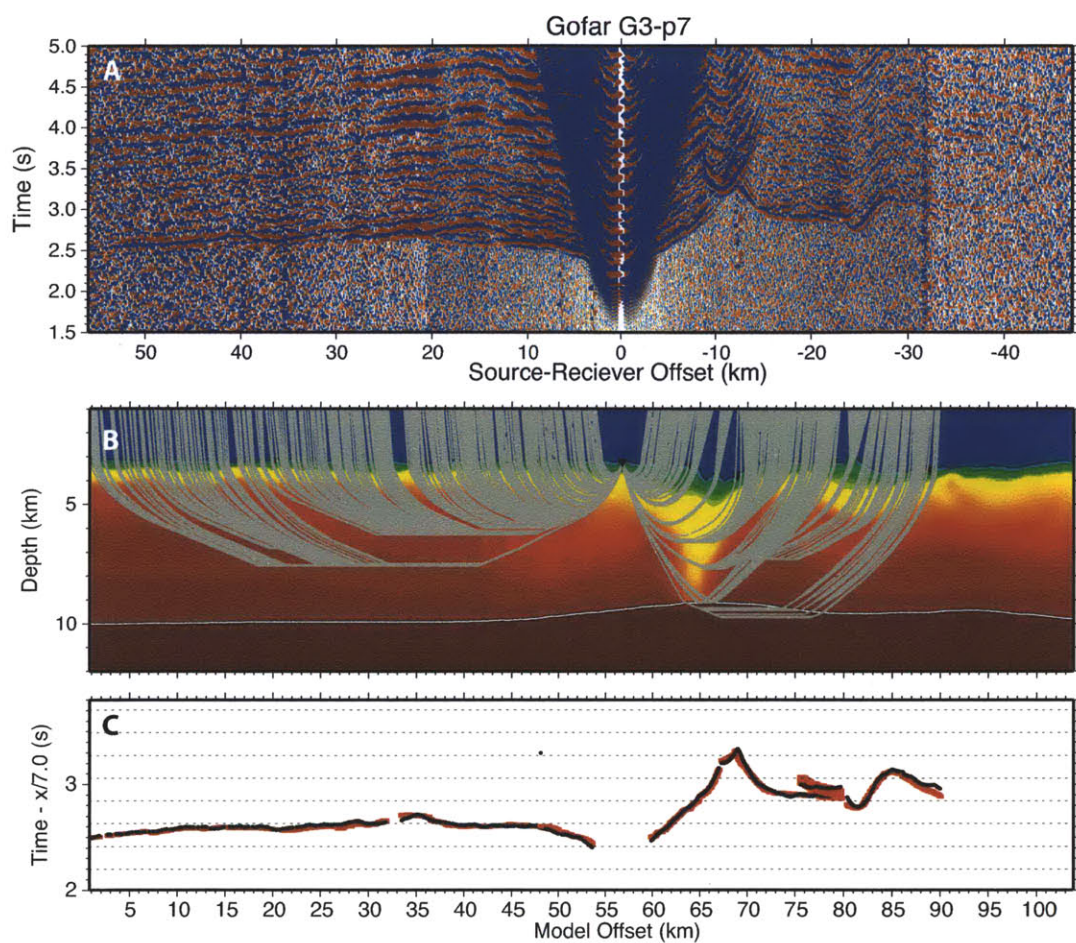 Gofar G3-p7
A
5.0
4.5
4.0
3.5
3.0
2.5
2.0
1.5
Time (s)
50 40 30 20 10 0 -10 -20 -30 -40
Source-Reciever Offset (km)
B
5
10
Depth (km)
C
3
2
Time - x/7.0 (s)
5 10 15 20 25 30 35 40 45 50 55 60 65 70 75 80 85 90 95 100
Model Offset (km)